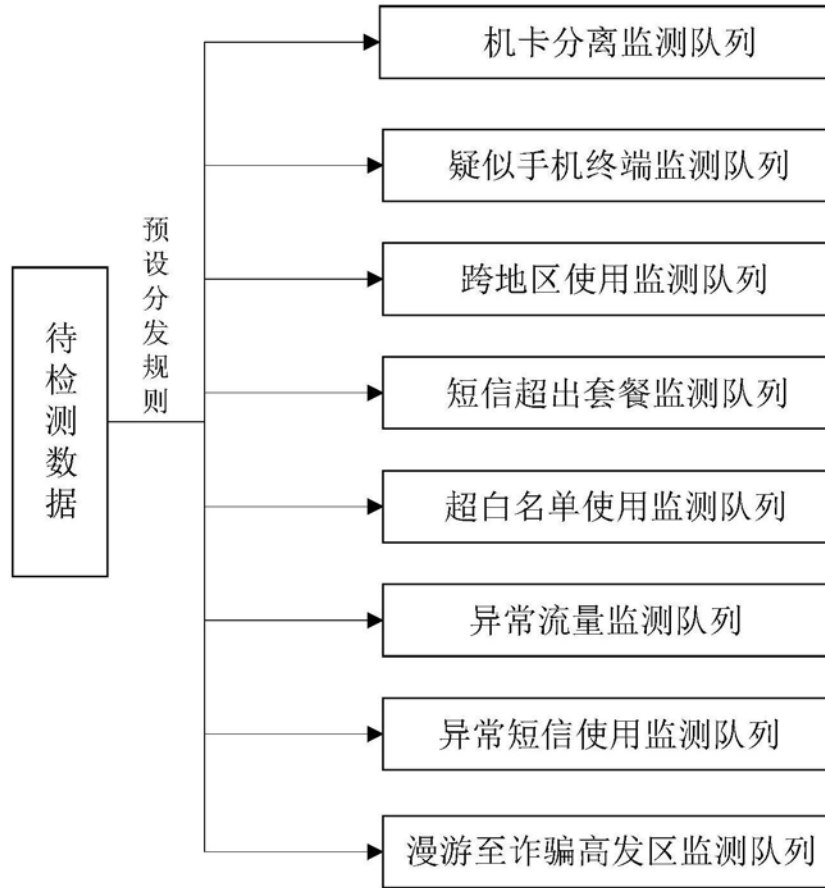 待检测数据
预设分发规则
机卡分离监测队列
疑似手机终端监测队列
跨地区使用监测队列
短信超出套餐监测队列
超白名单使用监测队列
异常流量监测队列
异常短信使用监测队列
漫游至诈骗高发区监测队列